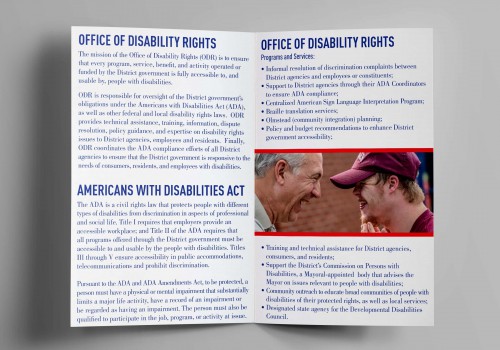 OFFICE OF DISABILITY RIGHTS
The mission of the Office of Disability Rights (ODR) is to ensure
that every program, service, benefit, and activity operated or
funded by the District government is fully accessible to, and
usable by, people with disabilities.
ODR is responsible for oversight of the District government's
obligations under the Americans with Disabilities Act (ADA),
as well as other federal and local disability rights laws. ODR
provides technical assistance, training, information, dispute
resolution, policy guidance, and expertise on disability rights
issues to District agencies, employees and residents. Finally,
ODR coordinates the ADA compliance efforts of all District
agencies to ensure that the District government is responsive to the
needs of consumers, residents, and employees with disabilities.
AMERICANS WITH DISABILITIES ACT
The ADA is a civil rights law that protects people with different
types of disabilities from discrimination in aspects of professional
and social life. Title I requires that employers provide an
accessible workplace; and Title II of the ADA requires that
all programs offered through the District government must be
accessible to and usable by the people with disabilities. Titles
III through V ensure accessibility in public accommodations,
telecommunications and prohibit discrimination.
Pursuant to the ADA and ADA Amendments Act, to be protected, a
person must have a physical or mental impairment that substantially
limits a major life activity, have a record of an impairment or
be regarded as having an impairment. The person must also be
qualified to participate in the job, program, or activity at issue.
OFFICE OF DISABILITY RIGHTS
Programs and Services:
• Informal resolution of discrimination complaints between
District agencies and employees or constituents;
• Support to District agencies through their ADA Coordinators
to ensure ADA compliance;
• Centralized American Sign Language Interpretation Program;
• Braille translation services;
• Olmstead (community integration) planning;
• Policy and budget recommendations to enhance District
government accessibility;
• Training and technical assistance for District agencies,
consumers, and residents;
• Support the District's Commission on Persons with
Disabilities, a Mayoral-appointed body that advises the
Mayor on issues relevant to people with disabilities;
• Community outreach to educate broad communities of people with
disabilities of their protected rights, as well as local services;
• Designated state agency for the Developmental Disabilities
Council.